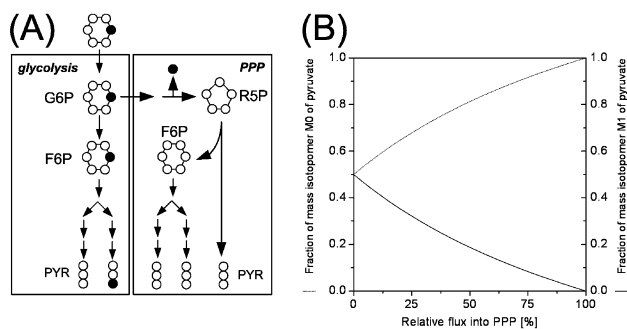 (A)
glycolysis
PPP
G6P
R5P
F6P
F6P
PYR
PYR
(B)
Fraction of mass isotopomer M0 of pyruvate
1.0
0.8
0.6
0.4
0.2
0.0
0 25 50 75 100
Relative flux into PPP [%]
1.0
0.8
0.6
0.4
0.2
0.0
Fraction of mass isotopomer M1 of pyruvate